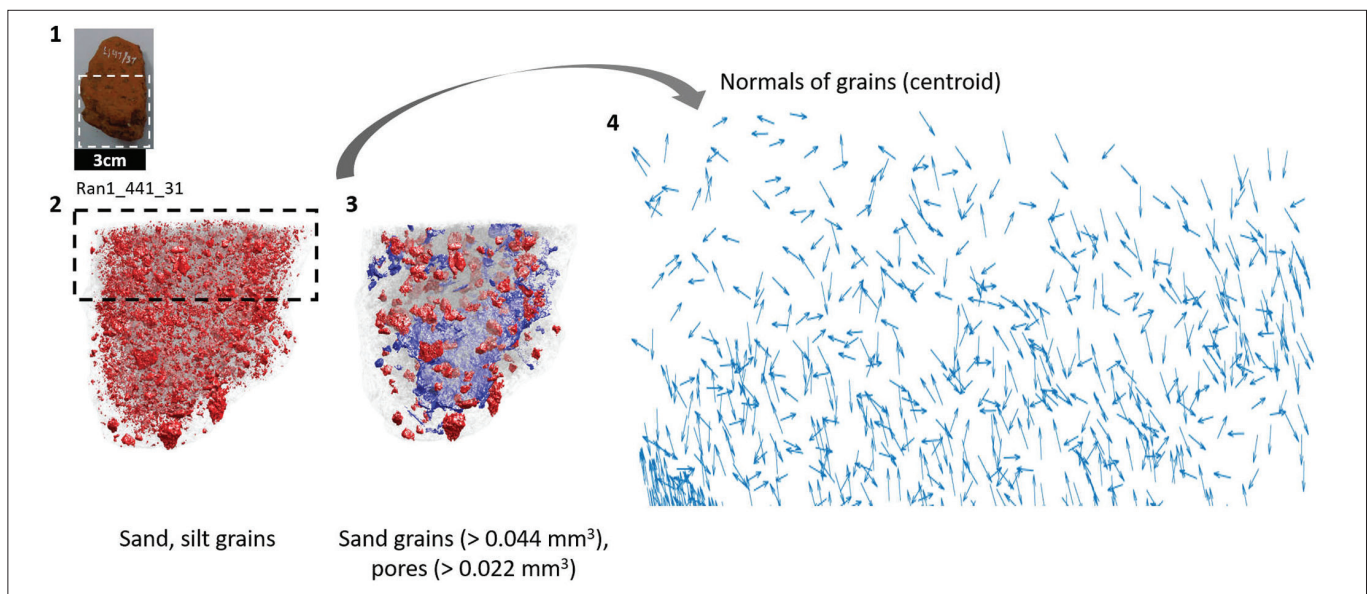 1
3cm
Ran1_441_31
2
Sand, silt grains
3
Sand grains (> 0.044 mm³),
pores (> 0.022 mm³)
Normals of grains (centroid)
4